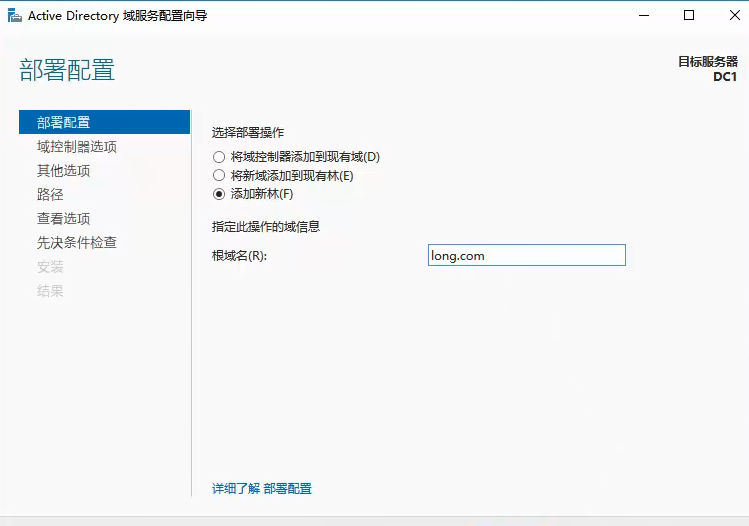 Active Directory 域服务配置向导
部署配置
目标服务器
DC1
部署配置
域控制器选项
其他选项
路径
查看选项
先决条件检查
安装
结果
选择部署操作
将域控制器添加到现有域(D)
将新域添加到现有林(E)
添加新林(F)
指定此操作的域信息
根域名(R):
long.com
详细了解 部署配置